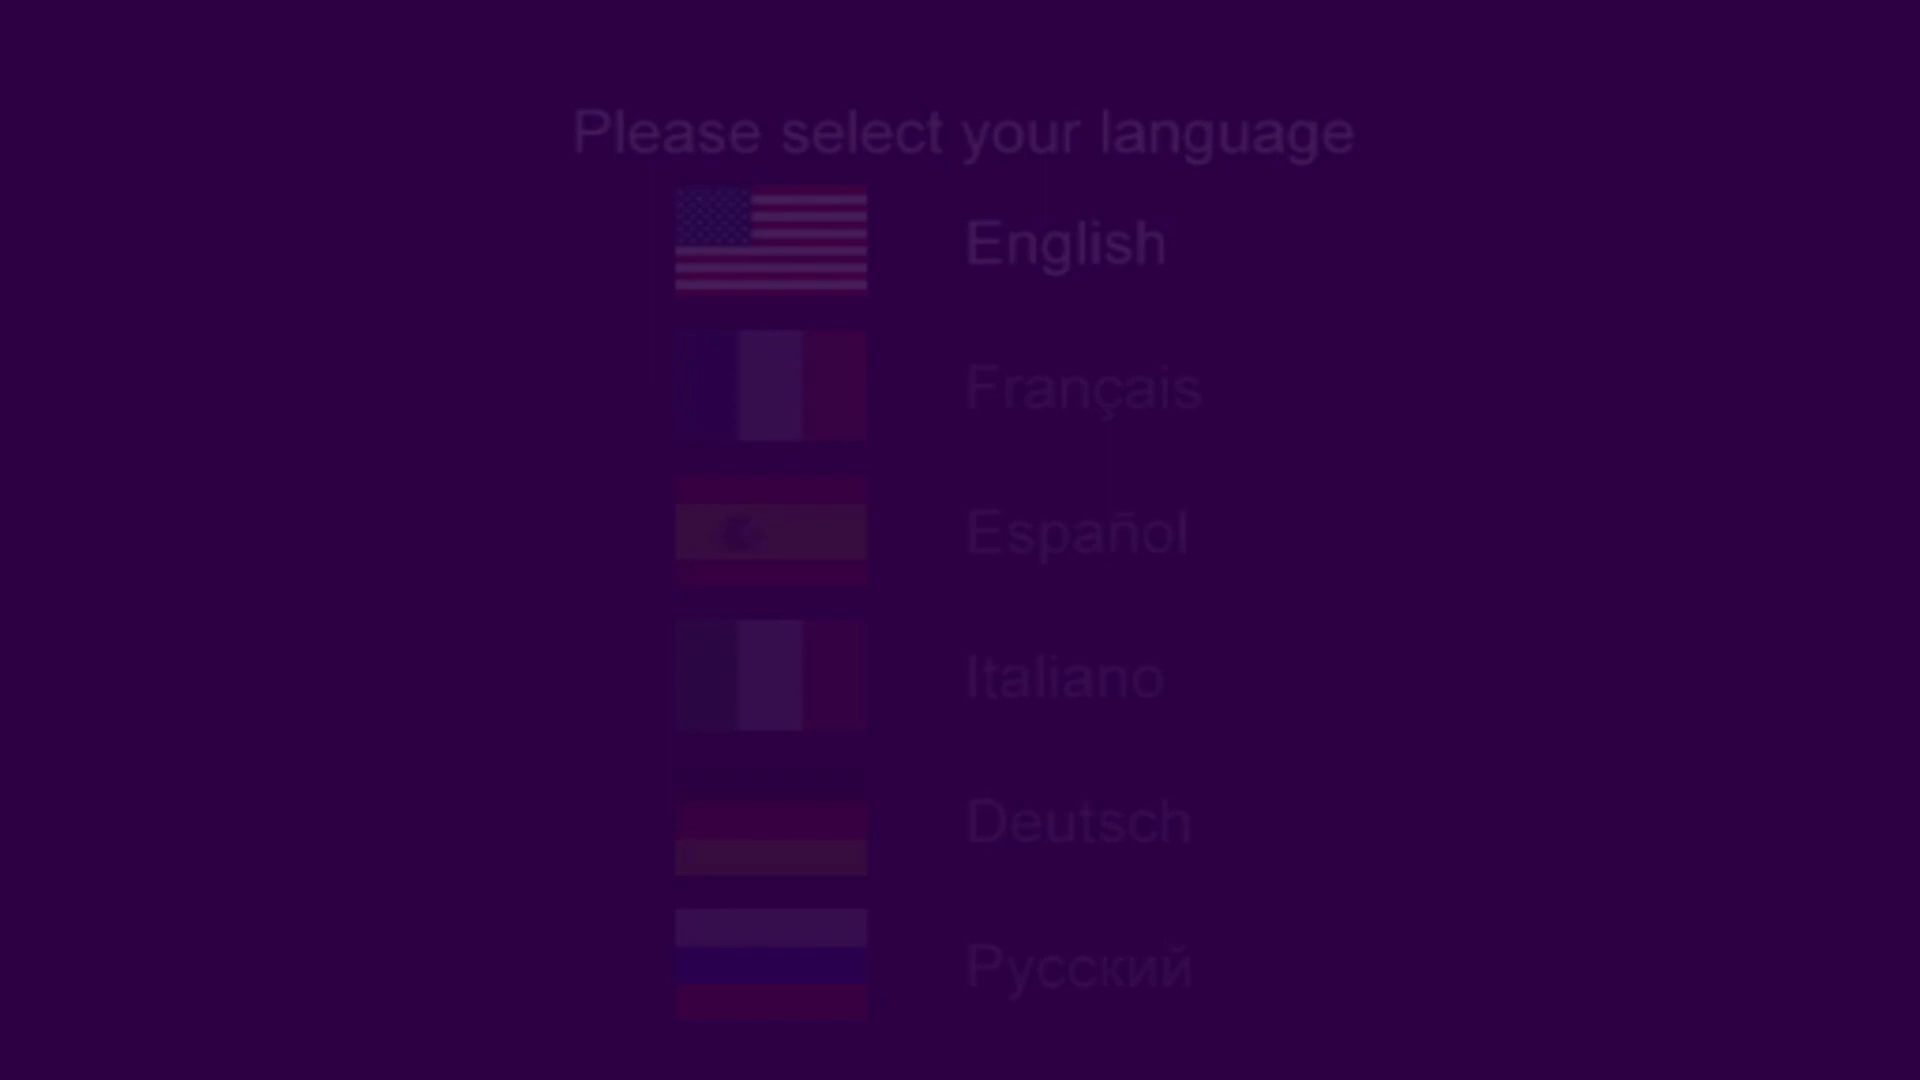 Please select your language
English
Français
Español
Italiano
Deutsch
Русский